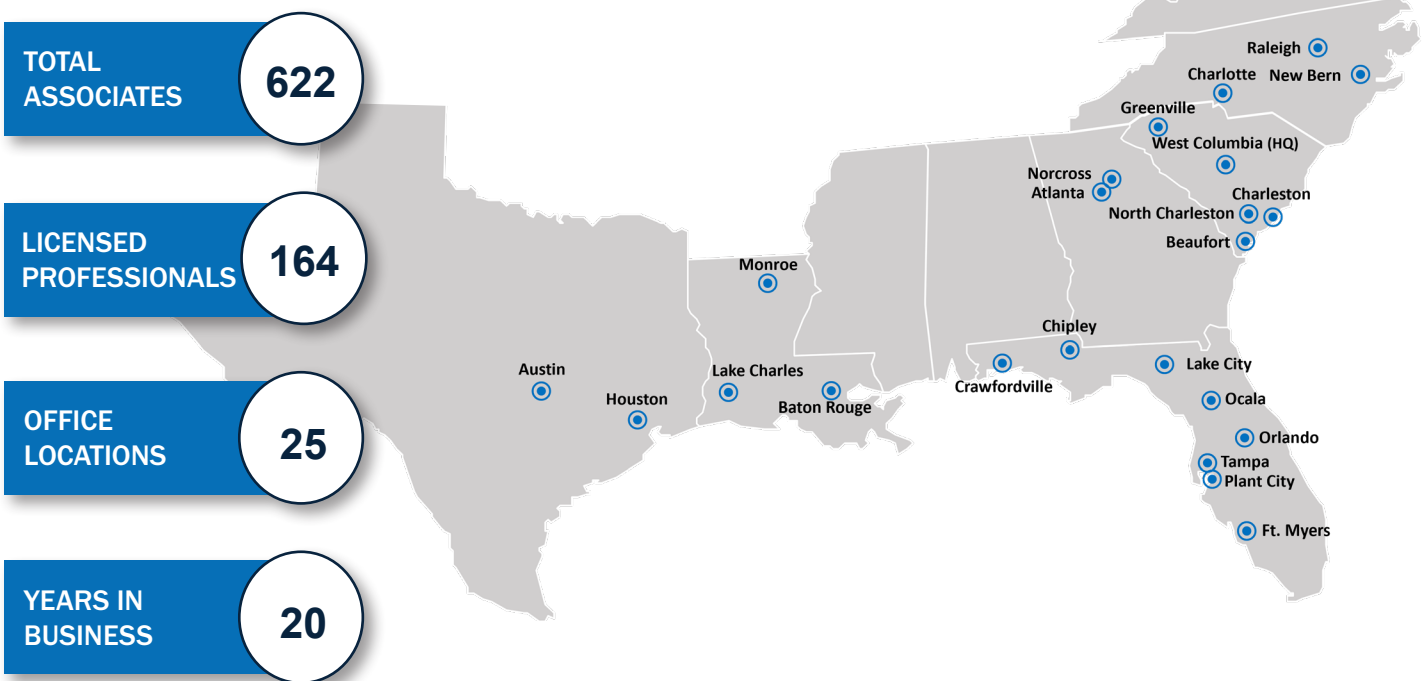 TOTAL
ASSOCIATES
622
LICENSED
PROFESSIONALS
164
OFFICE
LOCATIONS
25
YEARS IN
BUSINESS
20
Raleigh
Charlotte
New Bern
Greenville
West Columbia (HQ)
Norcross
Atlanta
Charleston
North Charleston
Beaufort
Monroe
Chipley
Austin
Houston
Lake Charles
Baton Rouge
Crawfordville
Lake City
Ocala
Orlando
Tampa
Plant City
Ft. Myers